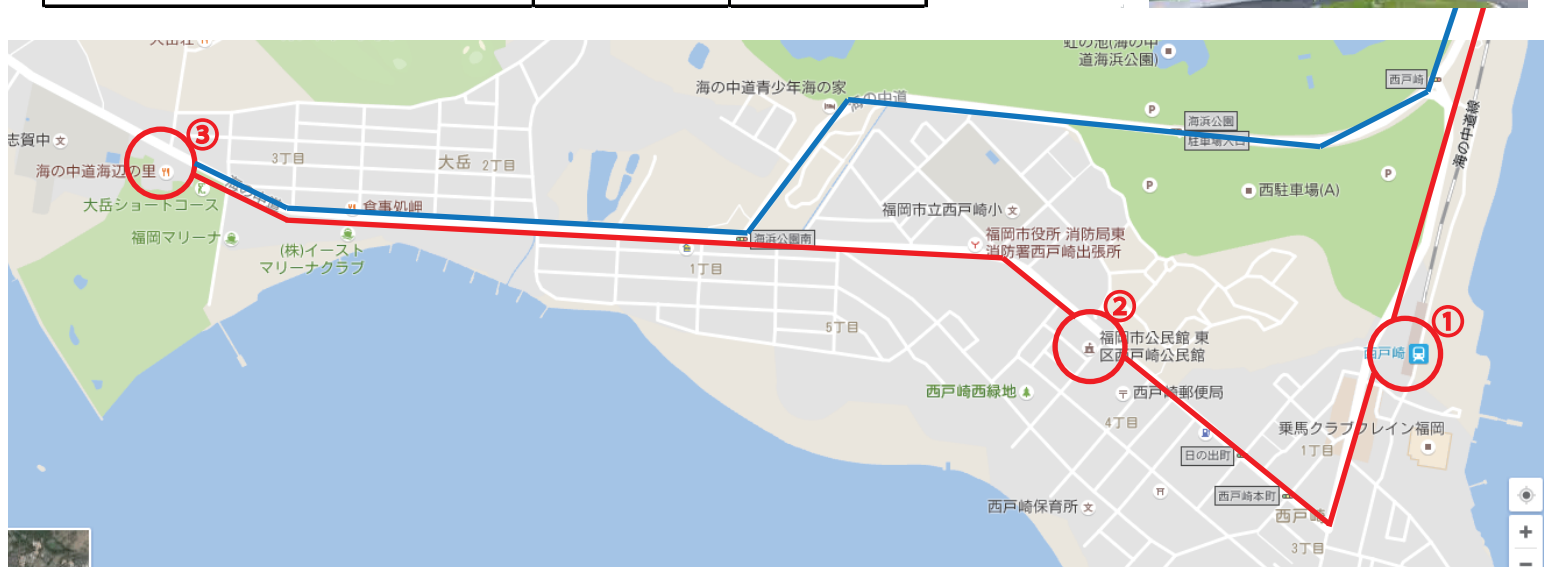 虹の池(海の中
道海浜公園)
西戸崎
海の中道青少年海の家
海の中道
海浜公園
駐車場入口
海の中道線
P
志賀中
③
海の中道海辺の里
大岳ショートコース
福岡マリーナ
3丁目
大岳
2丁目
海の中道
食事処岬
(株)イースト
マリーナクラブ
海浜公園南
1丁目
福岡市立西戸崎小
福岡市役所 消防局東
消防署西戸崎出張所
P
西駐車場(A)
P
5丁目
②
福岡市公民館 東
区西戸崎公民館
①
西戸崎
西戸崎西緑地
西戸崎郵便局
4丁目
日の出町
乗馬クラブクレイン福岡
1丁目
西戸崎本町
西戸崎
西戸崎保育所
3丁目